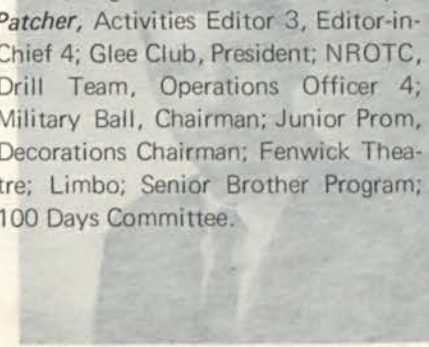 Patcher, Activities Editor 3, Editor-in-
Chief 4; Glee Club, President; NROTC,
Drill Team, Operations Officer 4;
Military Ball, Chairman; Junior Prom,
Decorations Chairman; Fenwick Thea-
tre; Limbo; Senior Brother Program;
100 Days Committee.